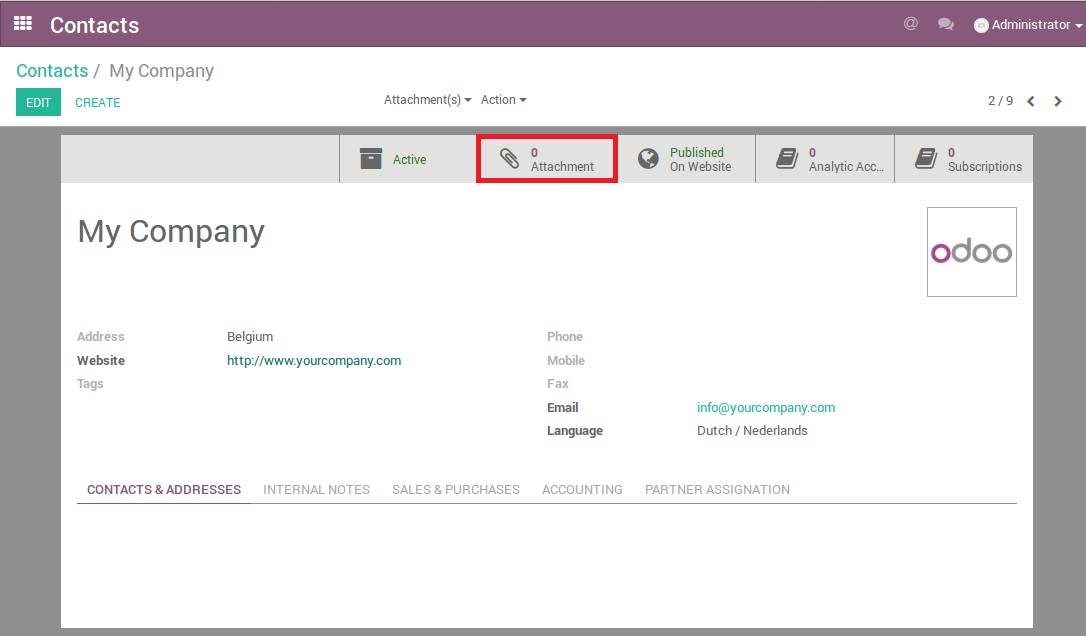 Contacts
@
Administrator
Contacts / My Company
EDIT CREATE Attachment(s) Action 2 / 9
Active
0
Attachment
Published
On Website
0
Analytic Acc...
0
Subscriptions
My Company
odoo
Address Belgium
Website http://www.yourcompany.com
Tags
Phone
Mobile
Fax
Email info@yourcompany.com
Language Dutch / Nederlands
CONTACTS & ADDRESSES INTERNAL NOTES SALES & PURCHASES ACCOUNTING PARTNER ASSIGNATION